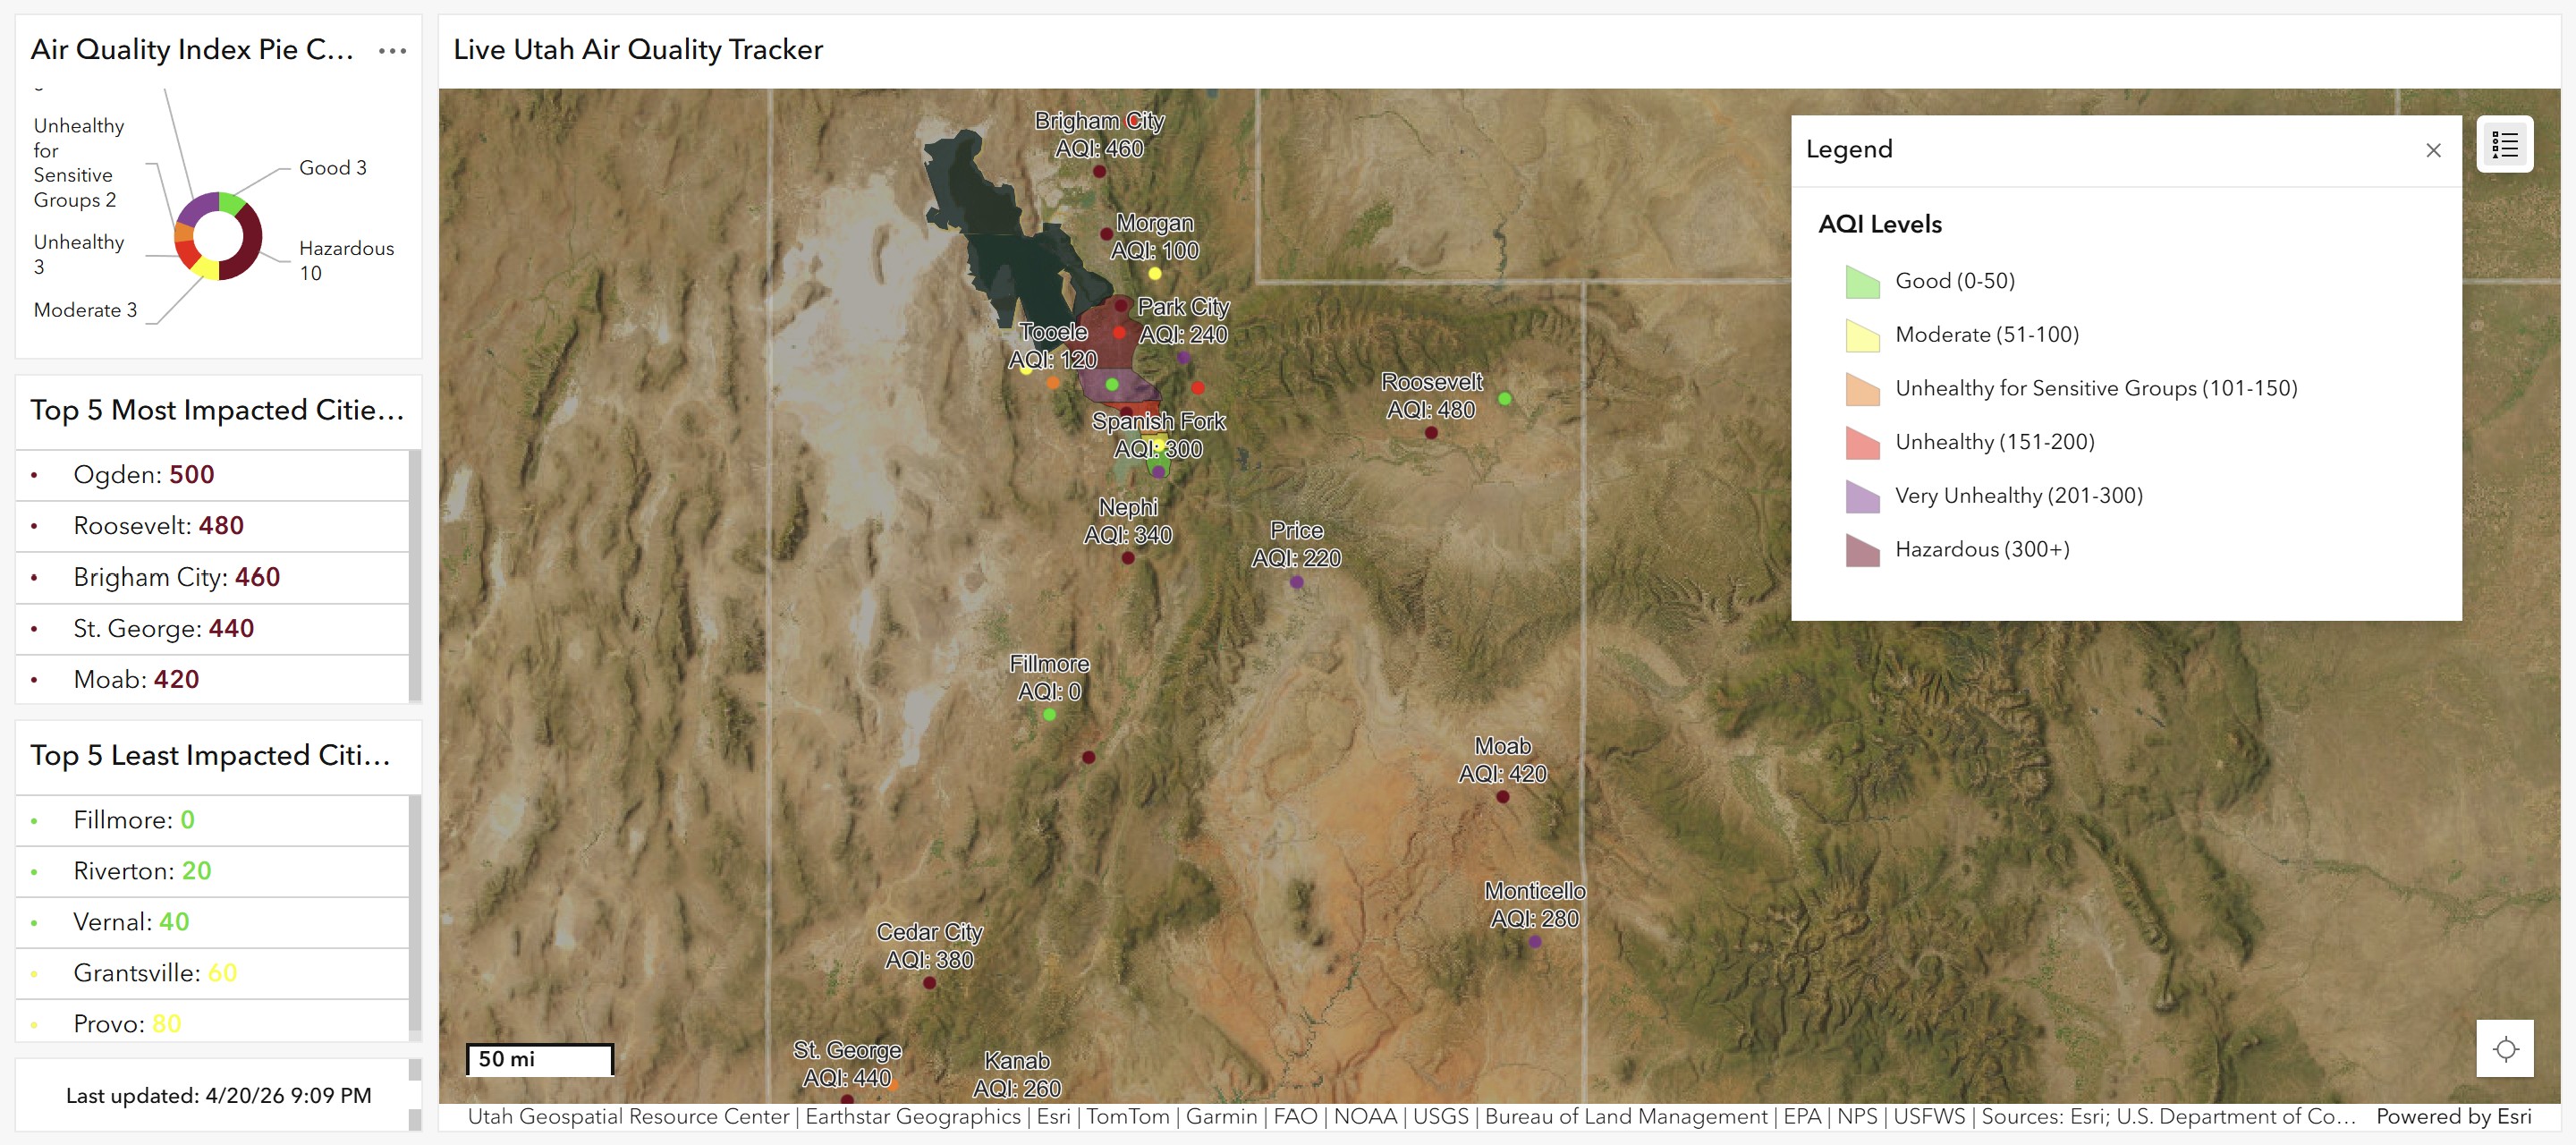 Air Quality Index Pie C...
Unhealthy
for
Sensitive
Groups 2
Good 3
Unhealthy
3
Hazardous
10
Moderate 3
Top 5 Most Impacted Citie...
Ogden: 500
Roosevelt: 480
Brigham City: 460
St. George: 440
Moab: 420
Top 5 Least Impacted Citi...
Fillmore: 0
Riverton: 20
Vernal: 40
Grantsville: 60
Provo: 80
Last updated: 4/20/26 9:09 PM
Live Utah Air Quality Tracker
Brigham City
AQI: 460
Morgan
AQI: 100
Park City
AQI: 240
Tooele
AQI: 120
Roosevelt
AQI: 480
Spanish Fork
AQI: 300
Nephi
AQI: 340
Price
AQI: 220
Fillmore
AQI: 0
Moab
AQI: 420
Monticello
AQI: 280
Cedar City
AQI: 380
St. George
AQI: 440
Kanab
AQI: 260
Legend
AQI Levels
Good (0-50)
Moderate (51-100)
Unhealthy for Sensitive Groups (101-150)
Unhealthy (151-200)
Very Unhealthy (201-300)
Hazardous (300+)
50 mi
Utah Geospatial Resource Center | Earthstar Geographics | Esri | TomTom | Garmin | FAO | NOAA | USGS | Bureau of Land Management | EPA | NPS | USFWS | Sources: Esri; U.S. Department of Co... Powered by Esri